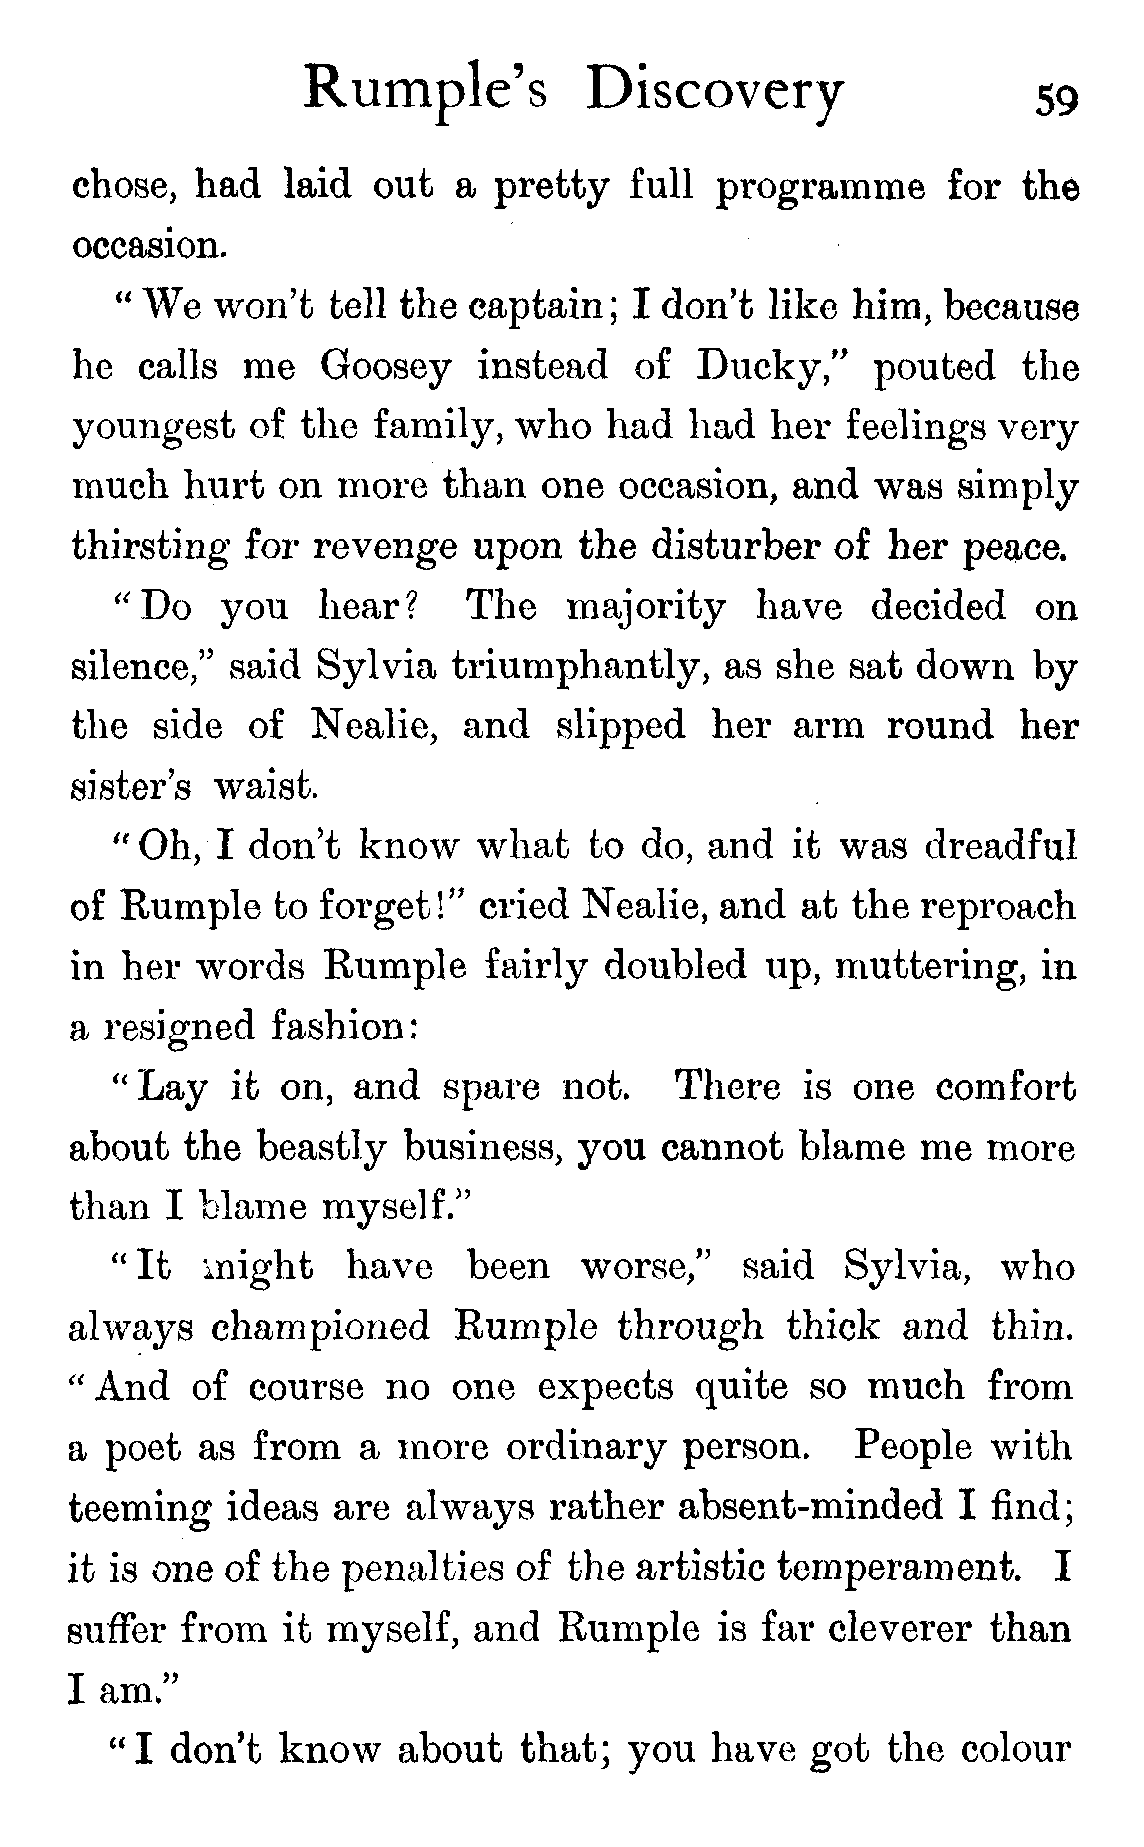 Rumple's Discovery 59
chose, had laid out a pretty full programme for the
occasion.
"We won't tell the captain; I don't like him, because
he calls me Goosey instead of Ducky," pouted the
youngest of the family, who had had her feelings very
much hurt on more than one occasion, and was simply
thirsting for revenge upon the disturber of her peace.
"Do you hear? The majority have decided on
silence," said Sylvia triumphantly, as she sat down by
the side of Nealie, and slipped her arm round her
sister's waist.
"Oh, I don't know what to do, and it was dreadful
of Rumple to forget!" cried Nealie, and at the reproach
in her words Rumple fairly doubled up, muttering, in
a resigned fashion:
"Lay it on, and spare not. There is one comfort
about the beastly business, you cannot blame me more
than I blame myself."
"It might have been worse," said Sylvia, who
always championed Rumple through thick and thin.
"And of course no one expects quite so much from
a poet as from a more ordinary person. People with
teeming ideas are always rather absent-minded I find;
it is one of the penalties of the artistic temperament. I
suffer from it myself, and Rumple is far cleverer than
I am."
"I don't know about that; you have got the colour